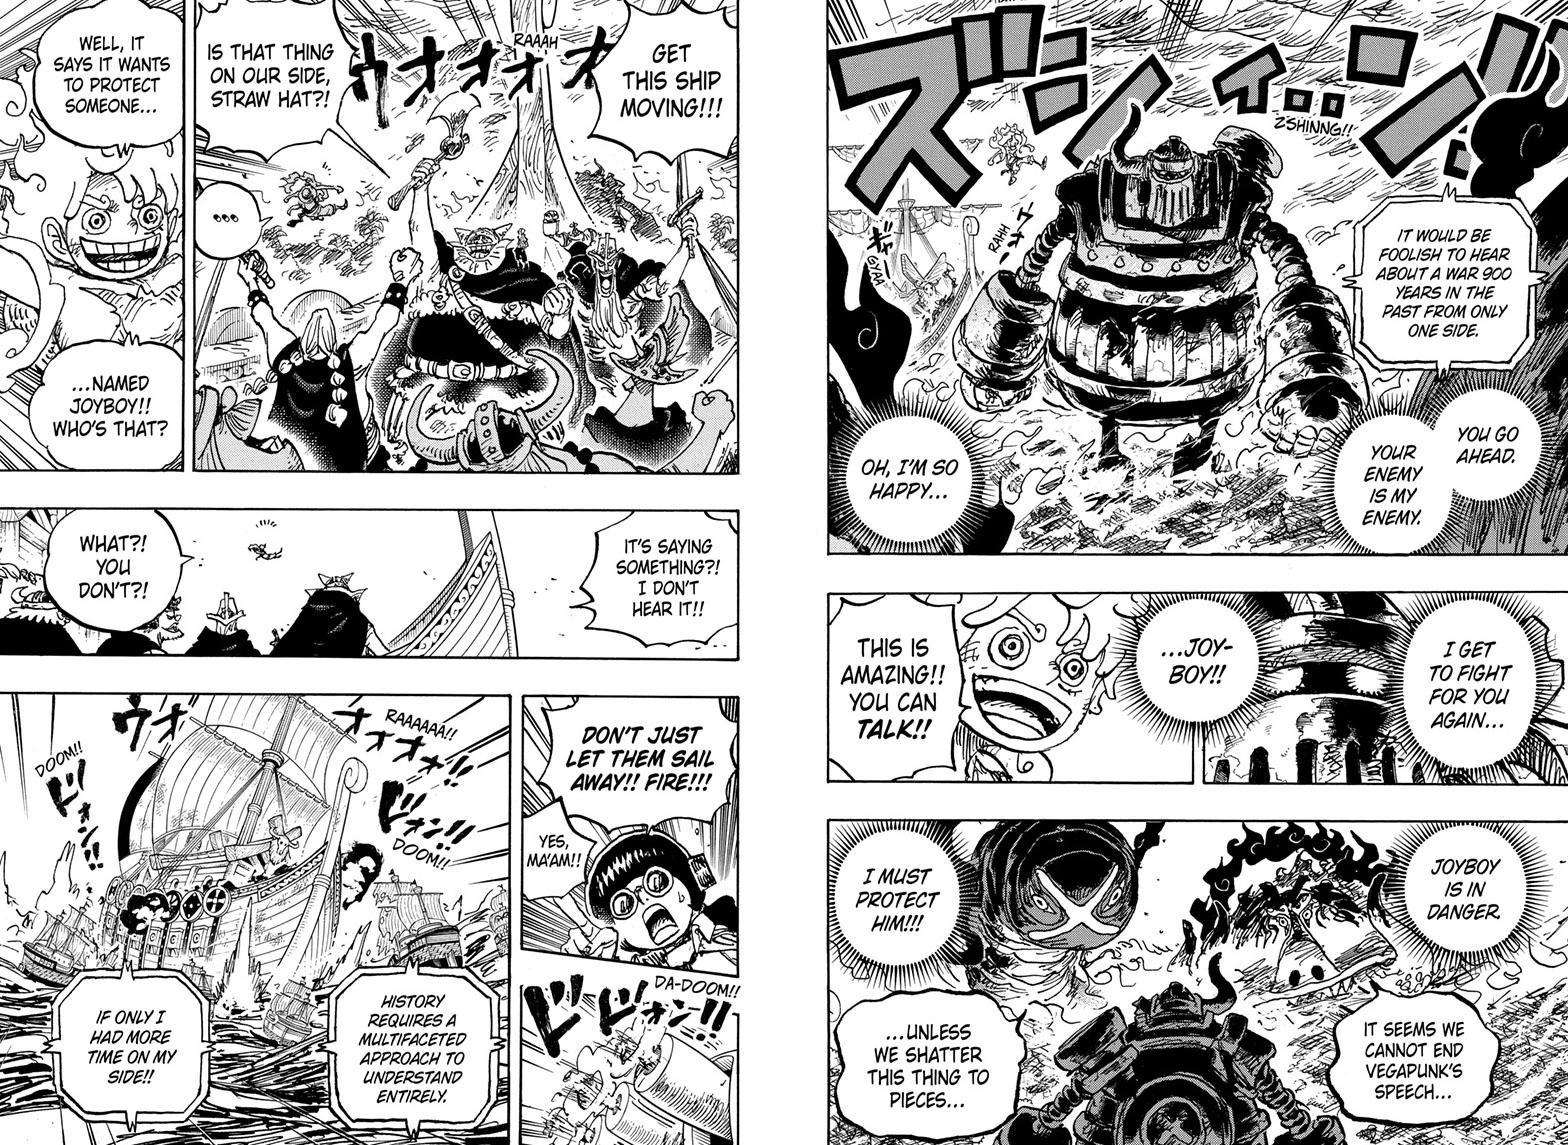 ズシィン!!
ZSHINNG!!
IT WOULD BE
FOOLISH TO HEAR
ABOUT A WAR 900
YEARS IN THE
PAST FROM ONLY
ONE SIDE.
RAHH
GYAA
YOU GO
AHEAD.
YOUR
ENEMY
IS MY
ENEMY.
OH, I'M SO
HAPPY...
I GET
TO FIGHT
FOR YOU
AGAIN...
...JOY-
BOY!!
THIS IS
AMAZING!!
YOU CAN
TALK!!
JOYBOY
IS IN
DANGER.
I MUST
PROTECT
HIM!!!
IT SEEMS WE
CANNOT END
VEGAPUNK'S
SPEECH...
...UNLESS
WE SHATTER
THIS THING TO
PIECES...
GET
THIS SHIP
MOVING!!!
ウオオオオ
RAAAH
IS THAT THING
ON OUR SIDE,
STRAW HAT?!
...
WELL, IT
SAYS IT WANTS
TO PROTECT
SOMEONE...
...NAMED
JOYBOY!!
WHO'S THAT?
IT'S SAYING
SOMETHING?!
I DON'T
HEAR IT!!
WHAT?!
YOU
DON'T?!
DON'T JUST
LET THEM SAIL
AWAY!! FIRE!!!
YES,
MA'AM!!
DA-DOOM!!
ドドォン!!
ウオオオオ!!
RAAAAAA!!
ドォン!!
DOOM!!
ドォン!!
DOOM!!
HISTORY
REQUIRES A
MULTIFACETED
APPROACH TO
UNDERSTAND
ENTIRELY.
IF ONLY I
HAD MORE
TIME ON MY
SIDE!!